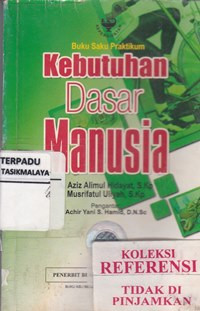 Buku Saku Praktikum
Kebutuhan
Dasar
Manusia
TERPADU
TASIKMALAYA
Aziz Alimul Hidayat, S.Kp
Musrifatul Uliyah, S.Kp
Pengantar
Achir Yani S. Hamid, D.N.Sc
KOLEKSI
REFERENSI
TIDAK DI
PINJAMKAN
PENERBIT BU